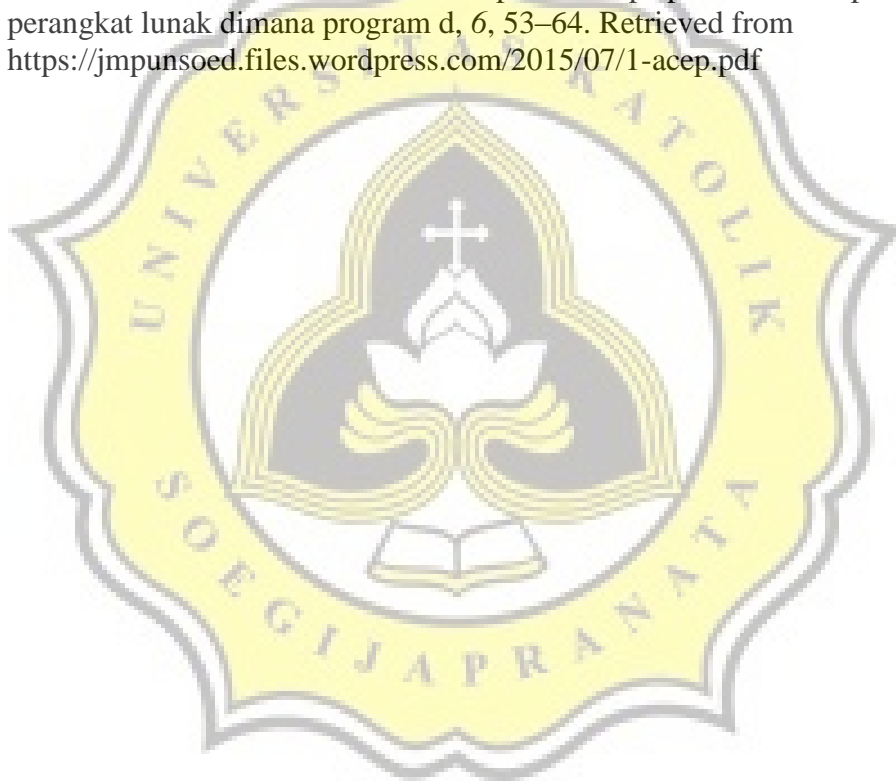 perangkat lunak dimana program d, 6, 53–64. Retrieved from
https://jmpunsoed.files.wordpress.com/2015/07/1-acep.pdf
UNIVERSITAS KATOLIK
SOEGIJAPRANATA